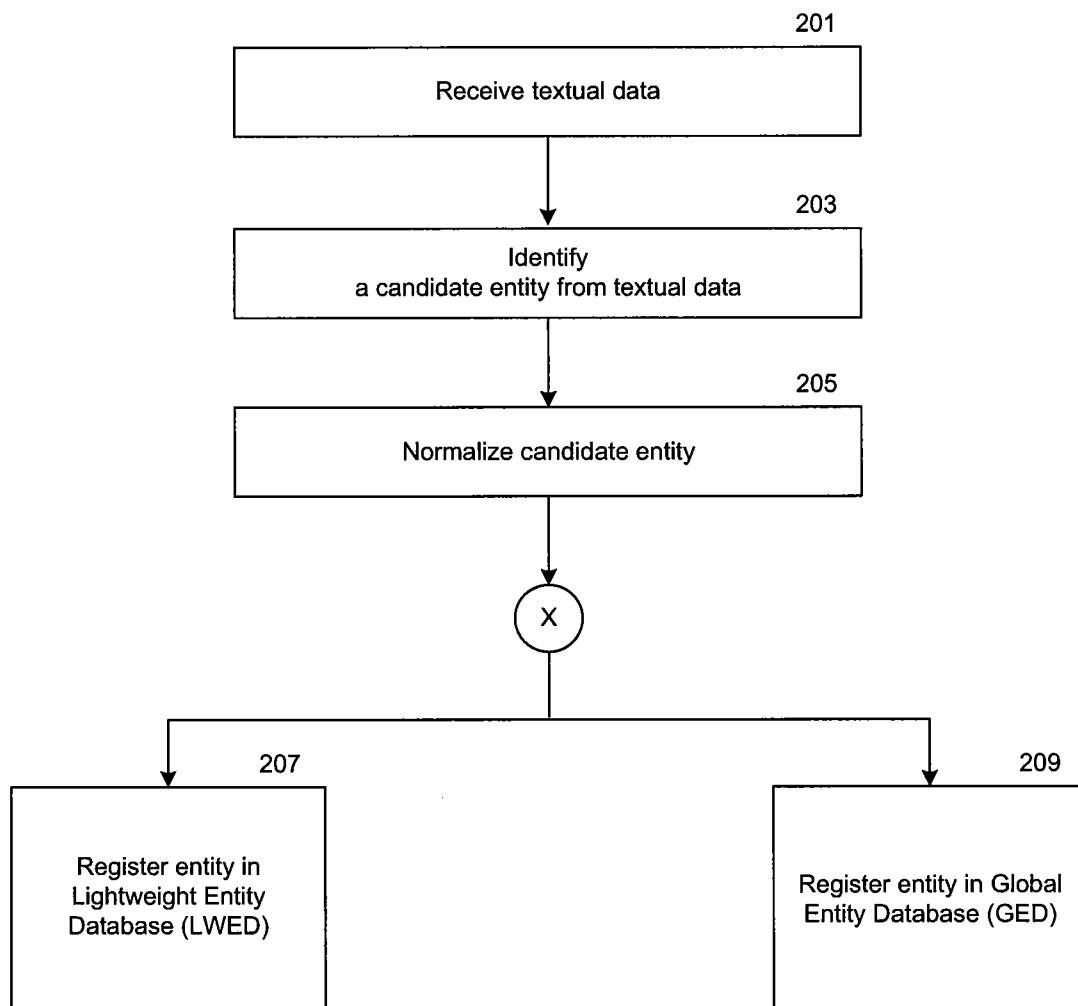 201
Receive textual data
203
Identify
a candidate entity from textual data
205
Normalize candidate entity
X
207
Register entity in
Lightweight Entity
Database (LWED)
209
Register entity in Global
Entity Database (GED)